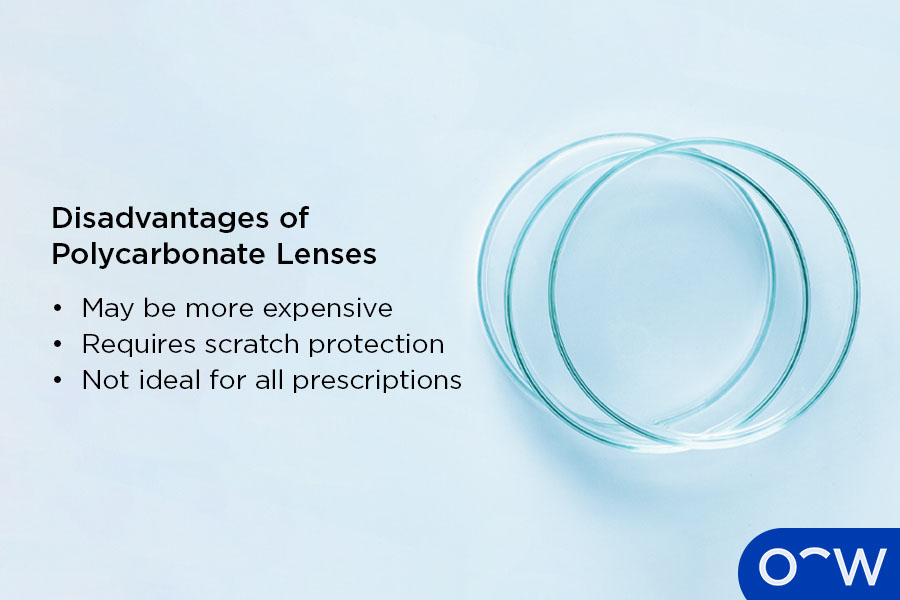 Disadvantages of
Polycarbonate Lenses
• May be more expensive
• Requires scratch protection
• Not ideal for all prescriptions
O⌒W